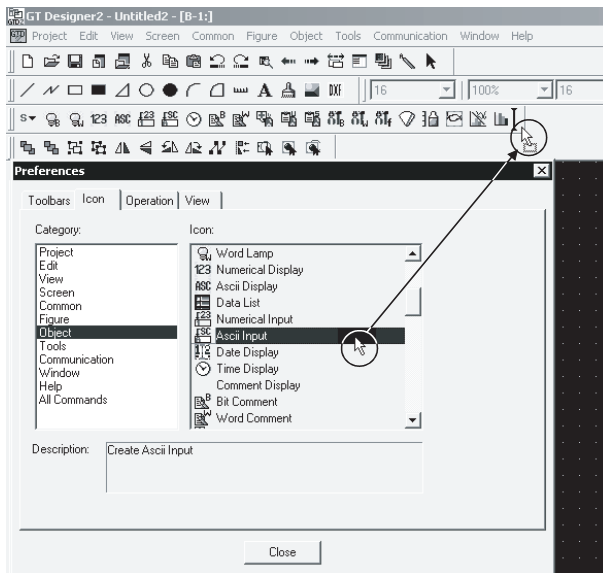 GT Designer2 - Untitled2 - [B-1:]
Project Edit View Screen Common Figure Object Tools Communication Window Help
A DXF 16 100% 16
S 123 ASC
Preferences
Toolbars Icon Operation View
Category: Icon:
Project
Edit
View
Screen
Common
Figure
Object
Tools
Communication
Window
Help
All Commands
Word Lamp
123 Numerical Display
ASC Ascii Display
Data List
Numerical Input
Ascii Input
Date Display
Time Display
Comment Display
Bit Comment
Word Comment
Description: Create Ascii Input
Close